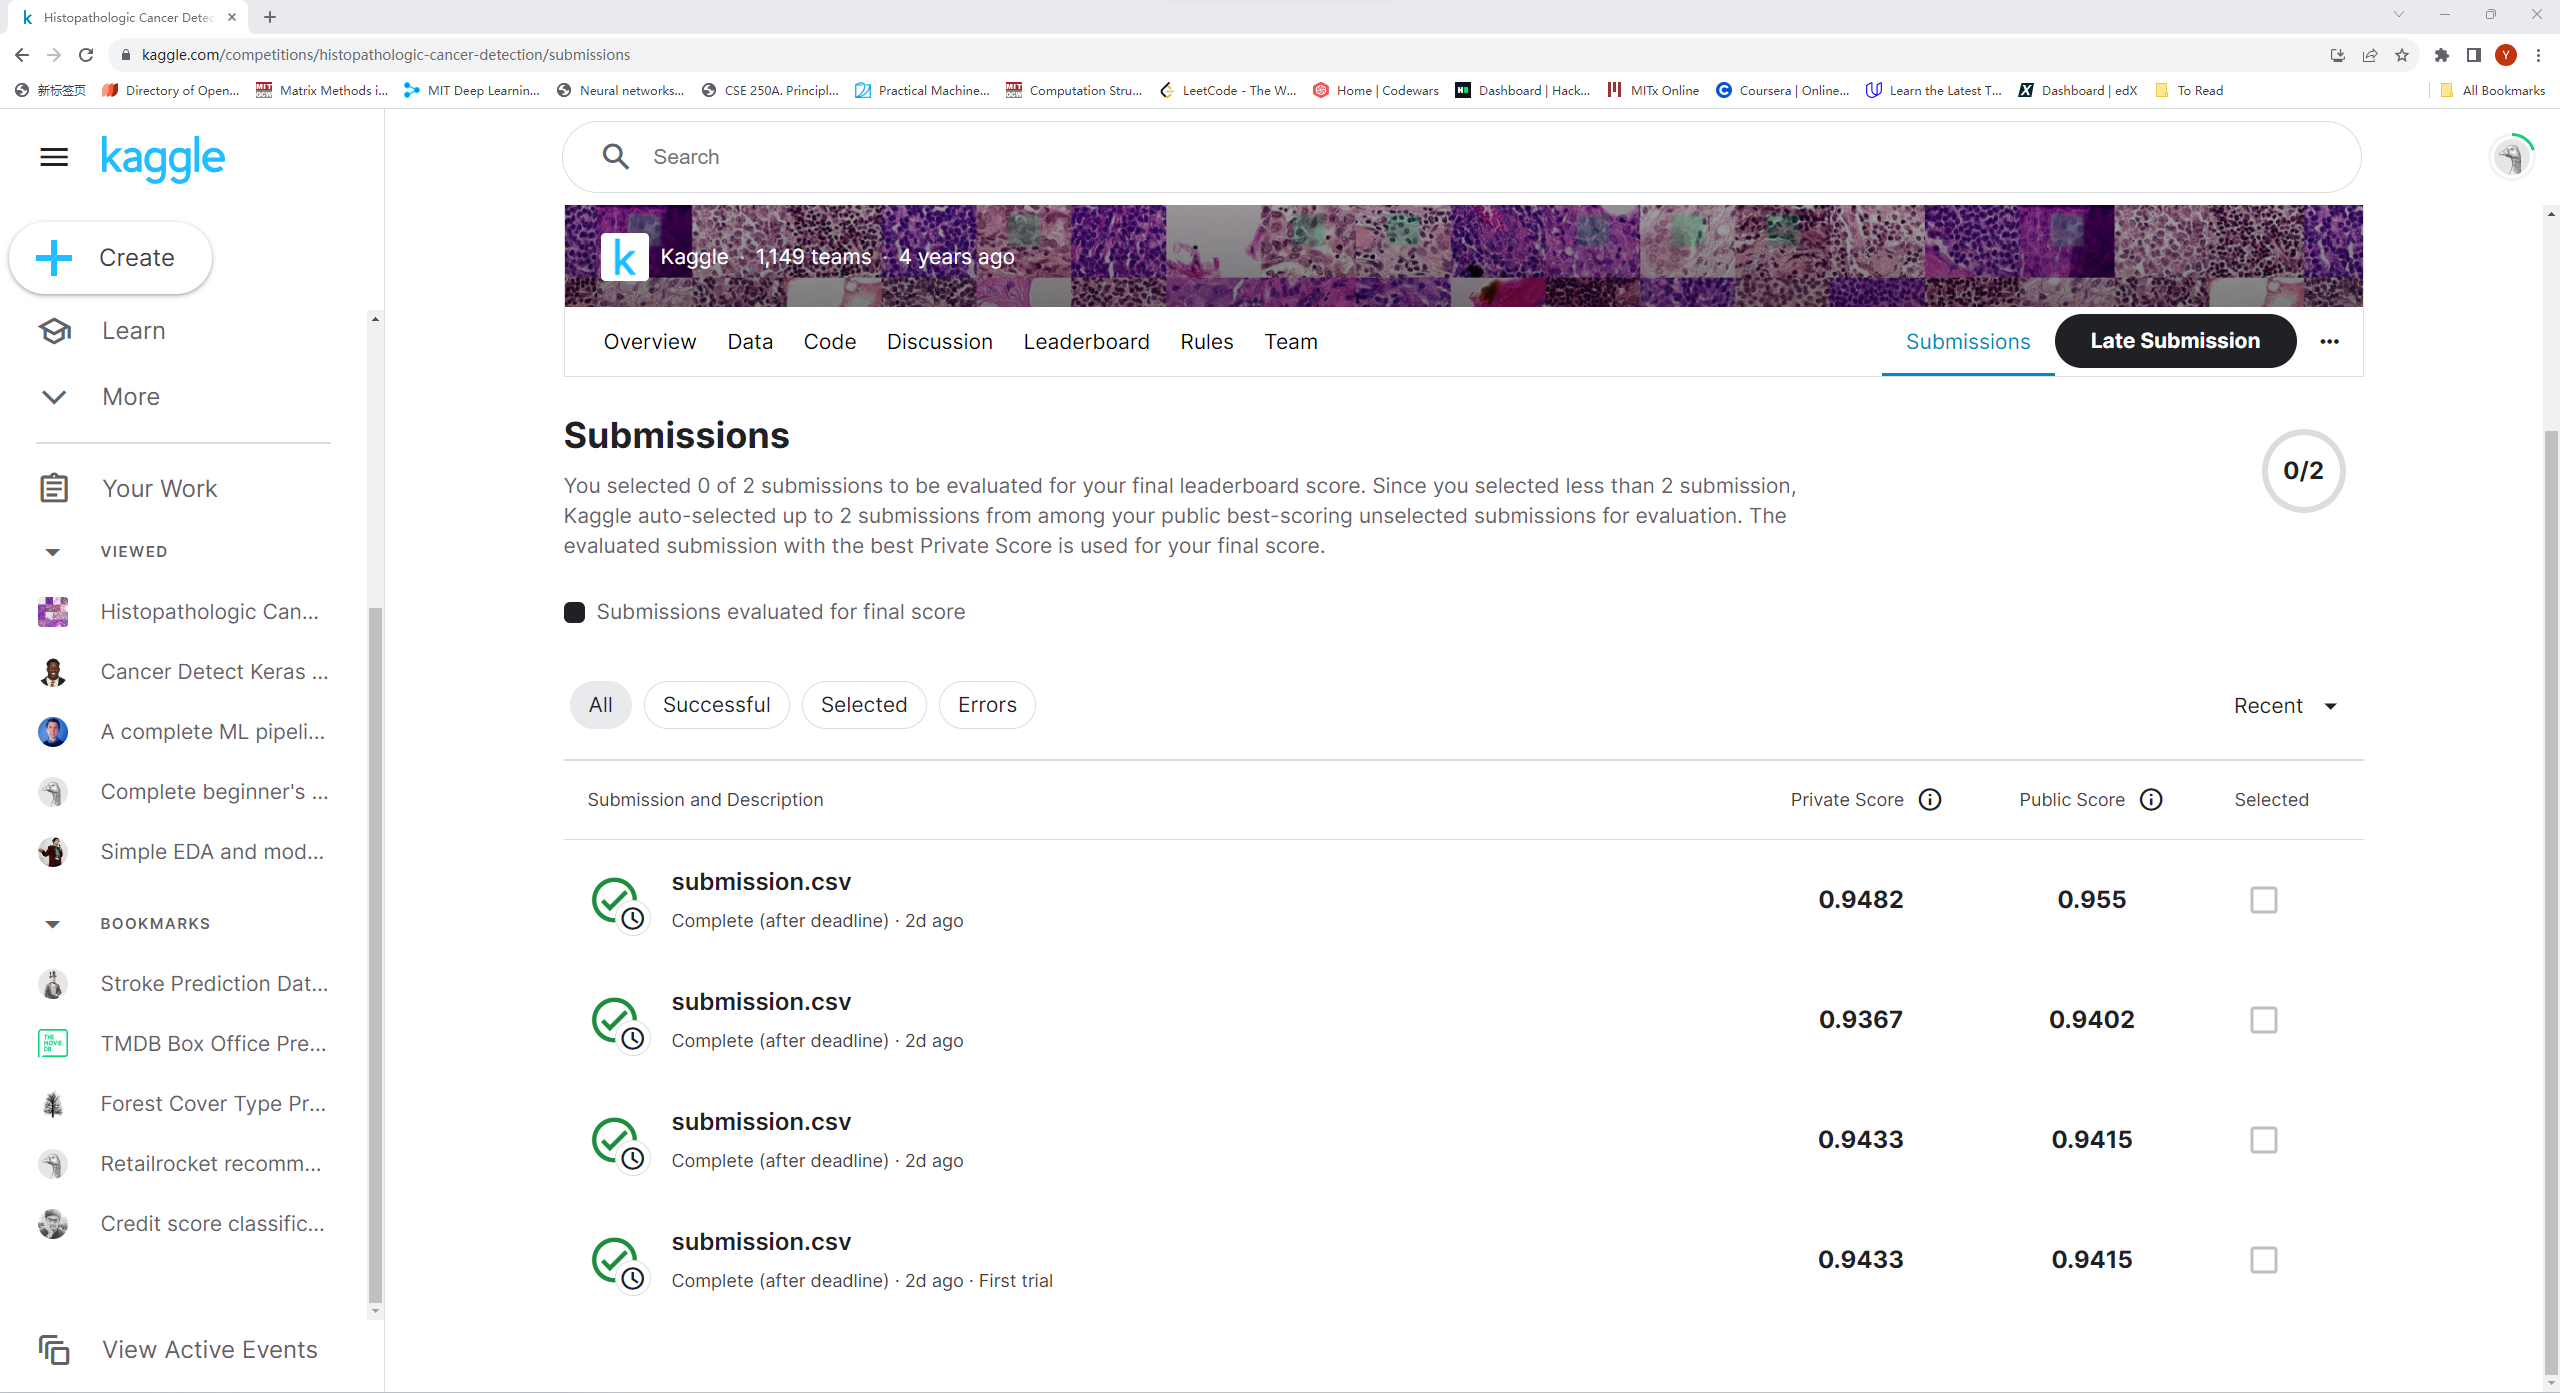 Histopathologic Cancer Detec
kaggle.com/competitions/histopathologic-cancer-detection/submissions
Y
新标签页
Directory of Open...
Matrix Methods i...
MIT Deep Learnin...
Neural networks...
CSE 250A. Principl...
Practical Machine...
Computation Stru...
LeetCode - The W...
Home | Codewars
Dashboard | Hack...
MITx Online
Coursera | Online...
Learn the Latest T...
Dashboard | edX
To Read
All Bookmarks
kaggle
Search
Create
Learn
More
Your Work
VIEWED
Histopathologic Can...
Cancer Detect Keras ...
A complete ML pipeli...
Complete beginner's ...
Simple EDA and mod...
BOOKMARKS
Stroke Prediction Dat...
TMDB Box Office Pre...
Forest Cover Type Pr...
Retailrocket recomm...
Credit score classific...
View Active Events
k
Kaggle · 1,149 teams · 4 years ago
Overview
Data
Code
Discussion
Leaderboard
Rules
Team
Submissions
Late Submission
Submissions
0/2
You selected 0 of 2 submissions to be evaluated for your final leaderboard score. Since you selected less than 2 submission,
Kaggle auto-selected up to 2 submissions from among your public best-scoring unselected submissions for evaluation. The
evaluated submission with the best Private Score is used for your final score.
Submissions evaluated for final score
All
Successful
Selected
Errors
Recent
Submission and Description
Private Score
Public Score
Selected
submission.csv
Complete (after deadline) · 2d ago
0.9482
0.955
submission.csv
Complete (after deadline) · 2d ago
0.9367
0.9402
submission.csv
Complete (after deadline) · 2d ago
0.9433
0.9415
submission.csv
Complete (after deadline) · 2d ago · First trial
0.9433
0.9415